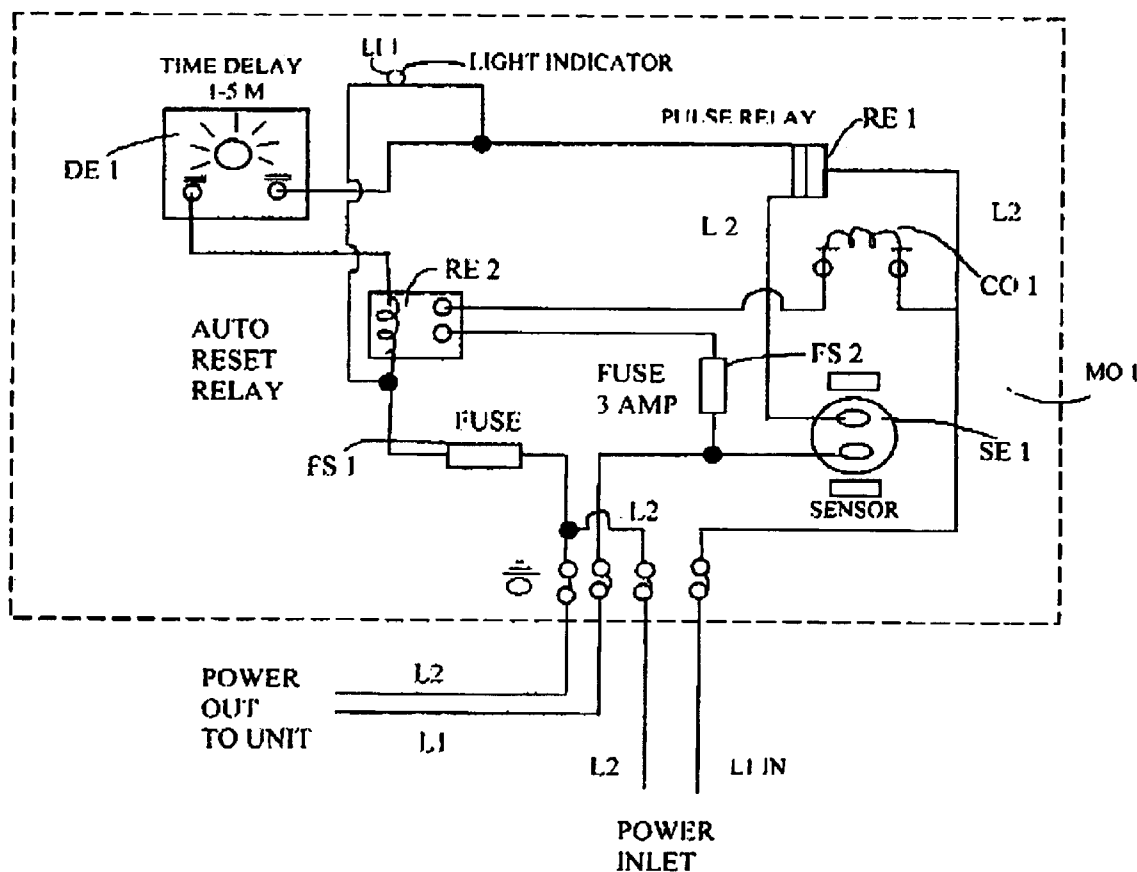 LI 1
LIGHT INDICATOR
TIME DELAY
1-5 M
PULSE RELAY
RE 1
DE 1
L 2
L2
RE 2
CO 1
AUTO
RESET
RELAY
FS 2
FUSE
3 AMP
MO 1
FUSE
FS 1
SE 1
SENSOR
L2
POWER
OUT
TO UNIT
L2
L1
L2
L1 IN
POWER
INLET